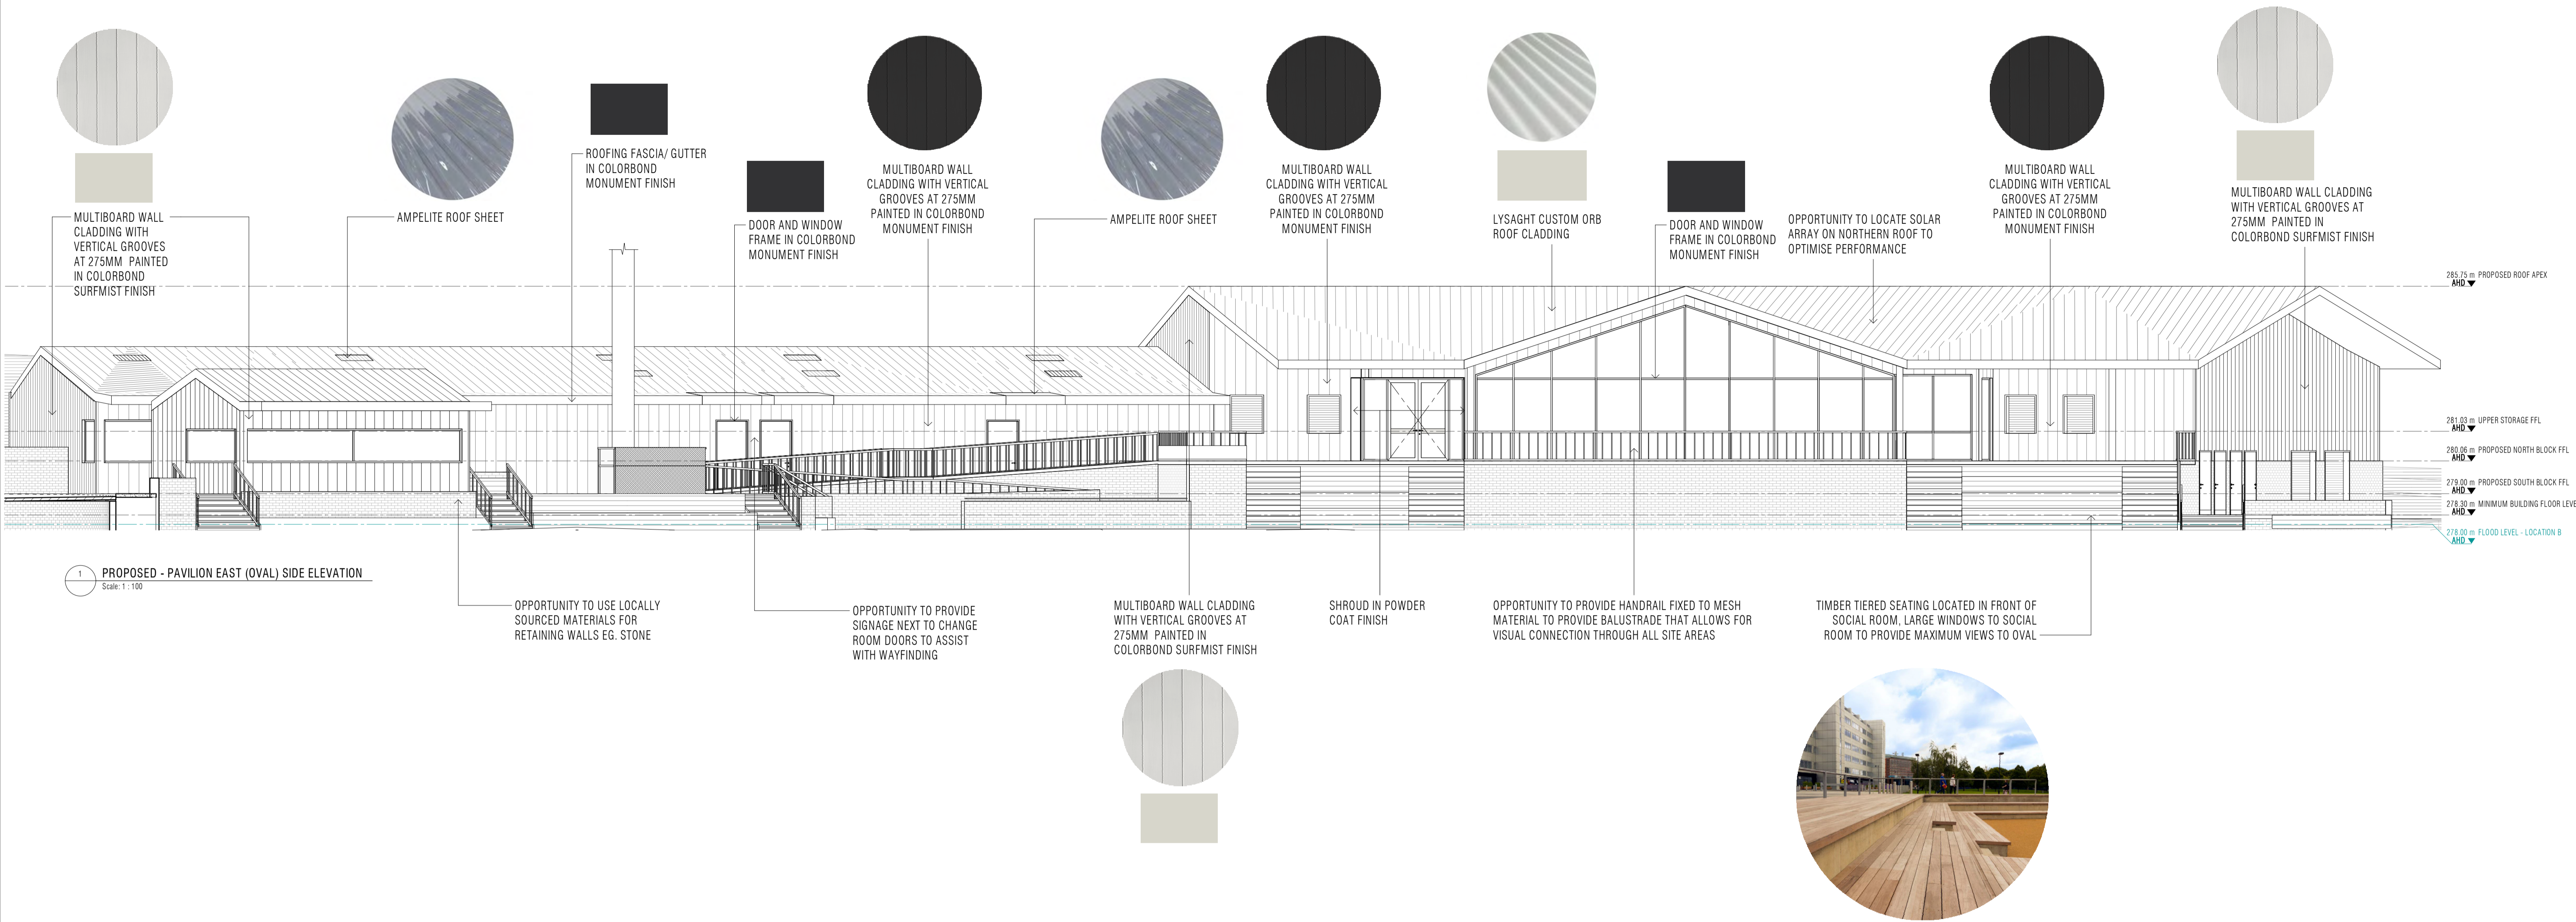 MULTIBOARD WALL
CLADDING WITH
VERTICAL GROOVES
AT 275MM PAINTED
IN COLORBOND
SURFMIST FINISH
AMPELITE ROOF SHEET
ROOFING FASCIA/ GUTTER
IN COLORBOND
MONUMENT FINISH
DOOR AND WINDOW
FRAME IN COLORBOND
MONUMENT FINISH
MULTIBOARD WALL
CLADDING WITH VERTICAL
GROOVES AT 275MM
PAINTED IN COLORBOND
MONUMENT FINISH
AMPELITE ROOF SHEET
MULTIBOARD WALL
CLADDING WITH VERTICAL
GROOVES AT 275MM
PAINTED IN COLORBOND
MONUMENT FINISH
LYSAGHT CUSTOM ORB
ROOF CLADDING
DOOR AND WINDOW
FRAME IN COLORBOND
MONUMENT FINISH
OPPORTUNITY TO LOCATE SOLAR
ARRAY ON NORTHERN ROOF TO
OPTIMISE PERFORMANCE
MULTIBOARD WALL
CLADDING WITH VERTICAL
GROOVES AT 275MM
PAINTED IN COLORBOND
MONUMENT FINISH
MULTIBOARD WALL CLADDING
WITH VERTICAL GROOVES AT
275MM PAINTED IN
COLORBOND SURFMIST FINISH
285.75 m PROPOSED ROOF APEX
AHD
281.03 m UPPER STORAGE FFL
AHD
280.06 m PROPOSED NORTH BLOCK FFL
AHD
279.00 m PROPOSED SOUTH BLOCK FFL
AHD
278.30 m MINIMUM BUILDING FLOOR LEVE
AHD
278.00 m FLOOD LEVEL - LOCATION B
AHD
1
PROPOSED - PAVILION EAST (OVAL) SIDE ELEVATION
Scale: 1 : 100
OPPORTUNITY TO USE LOCALLY
SOURCED MATERIALS FOR
RETAINING WALLS EG. STONE
OPPORTUNITY TO PROVIDE
SIGNAGE NEXT TO CHANGE
ROOM DOORS TO ASSIST
WITH WAYFINDING
MULTIBOARD WALL CLADDING
WITH VERTICAL GROOVES AT
275MM PAINTED IN
COLORBOND SURFMIST FINISH
SHROUD IN POWDER
COAT FINISH
OPPORTUNITY TO PROVIDE HANDRAIL FIXED TO MESH
MATERIAL TO PROVIDE BALUSTRADE THAT ALLOWS FOR
VISUAL CONNECTION THROUGH ALL SITE AREAS
TIMBER TIERED SEATING LOCATED IN FRONT OF
SOCIAL ROOM, LARGE WINDOWS TO SOCIAL
ROOM TO PROVIDE MAXIMUM VIEWS TO OVAL